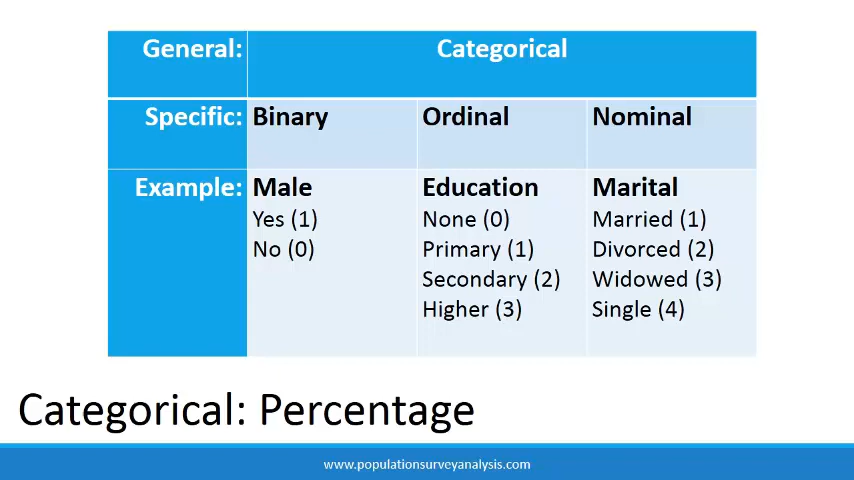 General: Categorical
Specific: Binary Ordinal Nominal
Example: Male Education Marital
Yes (1) None (0) Married (1)
No (0) Primary (1) Divorced (2)
Secondary (2) Widowed (3)
Higher (3) Single (4)
Categorical: Percentage
www.populationsurveyanalysis.com